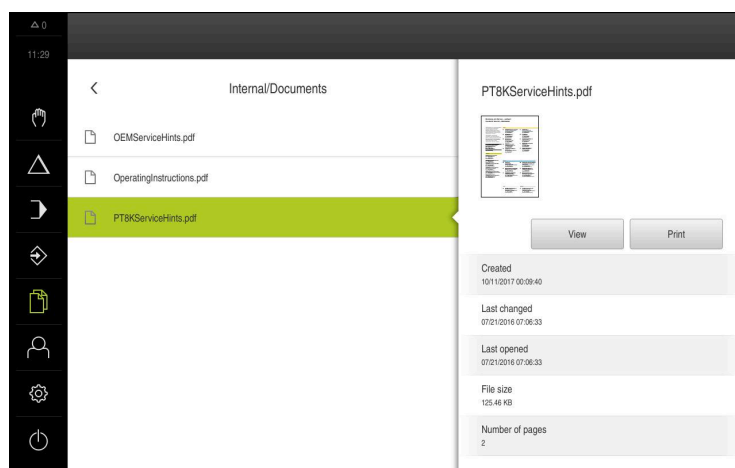 0
11:29
Internal/Documents
OEMServiceHints.pdf
OperatingInstructions.pdf
PT8KServiceHints.pdf
PT8KServiceHints.pdf
View
Print
Created
10/11/2017 00:09:40
Last changed
07/21/2016 07:06:33
Last opened
07/21/2016 07:06:33
File size
125.46 KB
Number of pages
2